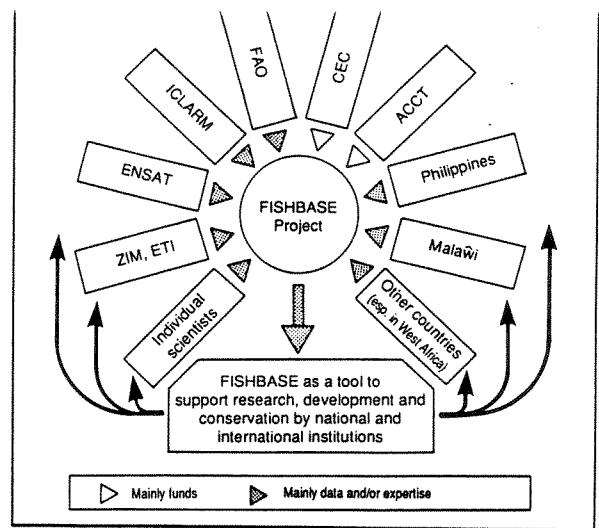 FAO
CEC
ICLARM
ACCT
ENSAT
Philippines
FISHBASE
Project
ZIM, ETI
Malaŵi
Individual
scientists
Other countries
(esp. in West Africa)
FISHBASE as a tool to
support research, development and
conservation by national and
international institutions
Mainly funds
Mainly data and/or expertise